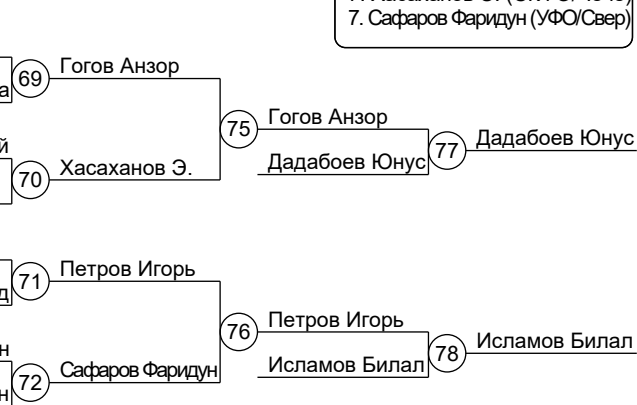 7. Сафаров Фаридун (УФО/Свер)
Гогов Анзор
69
а
Гогов Анзор
75
Дадабоев Юнус
77
й
Дадабоев Юнус
Хасаханов Э.
70
Петров Игорь
71
д
Петров Игорь
76
Исламов Билал
78
н
Исламов Билал
Сафаров Фаридун
72
н